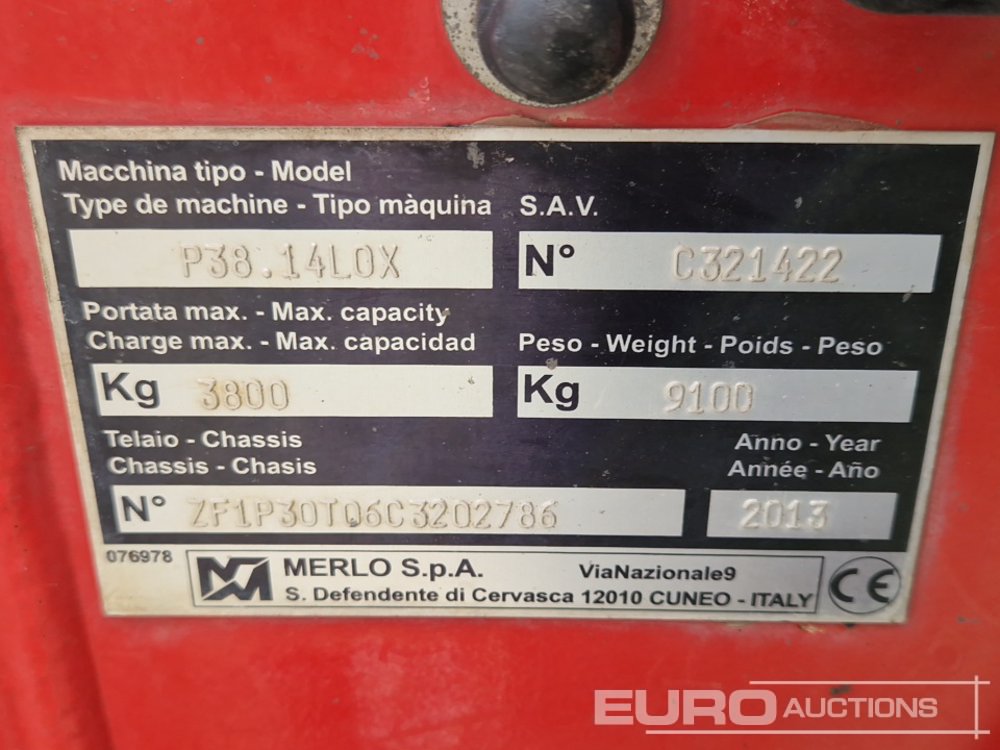 Macchina tipo - Model
Type de machine - Tipo màquina S.A.V.
P38.14LOX N° C321422
Portata max. - Max. capacity
Charge max. - Max. capacidad Peso - Weight - Poids - Peso
Kg 3800 Kg 9100
Telaio - Chassis Anno - Year
Chassis - Chasis Année - Año
N° ZF1P30T06C3202786 2013
076978 MERLO S.p.A. ViaNazionale9
S. Defendente di Cervasca 12010 CUNEO - ITALY CE
EURO AUCTIONS